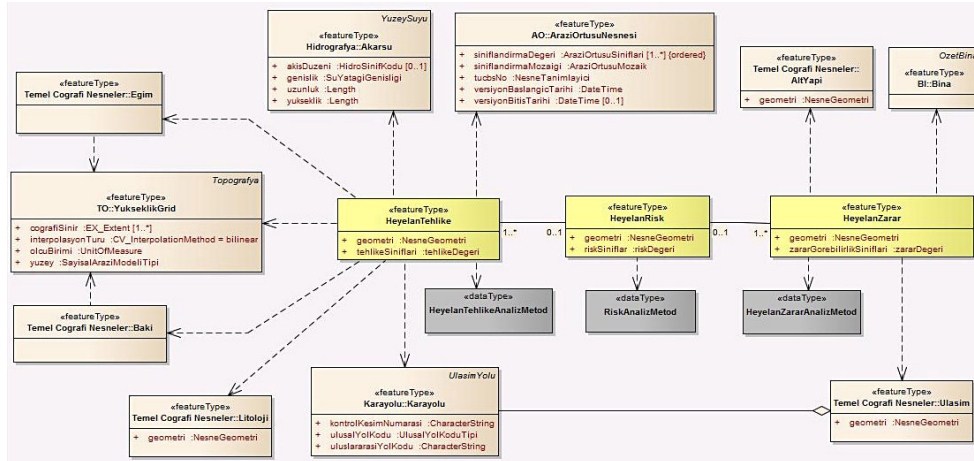 YuzeySuyu
«featureType»
Hidrografya::Akarsu
+ akisDuzeni :HidroSinifKodu [0..1]
+ genislik :SuYatagiGenisligi
+ uzunluk :Length
+ yukseklik :Length
«featureType»
AO::AraziOrtusuNesnesi
+ siniflandirmaDegeri :AraziOrtusuSiniflari [1..*] {ordered}
+ siniflandirmaMozaigi :AraziOrtusuMozaik
+ tucbsNo :NesneTanimlayici
+ versiyonBaslangicTarihi :DateTime
+ versiyonBitisTarihi :DateTime [0..1]
«featureType»
Temel Cografi Nesneler::
AltYapi
+ geometri :NesneGeometri
OzetBina
«featureType»
BI::Bina
«featureType»
Temel Cografi Nesneler::Egim
Topografya
«featureType»
TO::YukseklikGrid
+ cografiSinir :EX_Extent [1..*]
+ interpolasyonTuru :CV_InterpolationMethod = bilinear
+ olcuBirimi :UnitOfMeasure
+ yuzey :SayisalAraziModeliTipi
«featureType»
HeyelanTehlike
+ geometri :NesneGeometri
+ tehlikeSiniflari :tehlikeDegeri
1..*
0..1
«featureType»
HeyelanRisk
+ geometri :NesneGeometri
+ riskSiniflar :riskDegeri
0..1
1..*
«featureType»
HeyelanZarar
+ geometri :NesneGeometri
+ zararGorebilirlikSiniflari :zararDegeri
«dataType»
HeyelanTehlikeAnalizMetod
«dataType»
RiskAnalizMetod
«dataType»
HeyelanZararAnalizMetod
«featureType»
Temel Cografi Nesneler::Baki
«featureType»
Temel Cografi Nesneler::Litoloji
+ geometri :NesneGeometri
UlasimYolu
«featureType»
Karayolu::Karayolu
+ kontrolKesimNumarasi :CharacterString
+ ulusalYolKodu :UlusalYolKoduTipi
+ uluslararasiYolKodu :CharacterString
«featureType»
Temel Cografi Nesneler::Ulasim
+ geometri :NesneGeometri